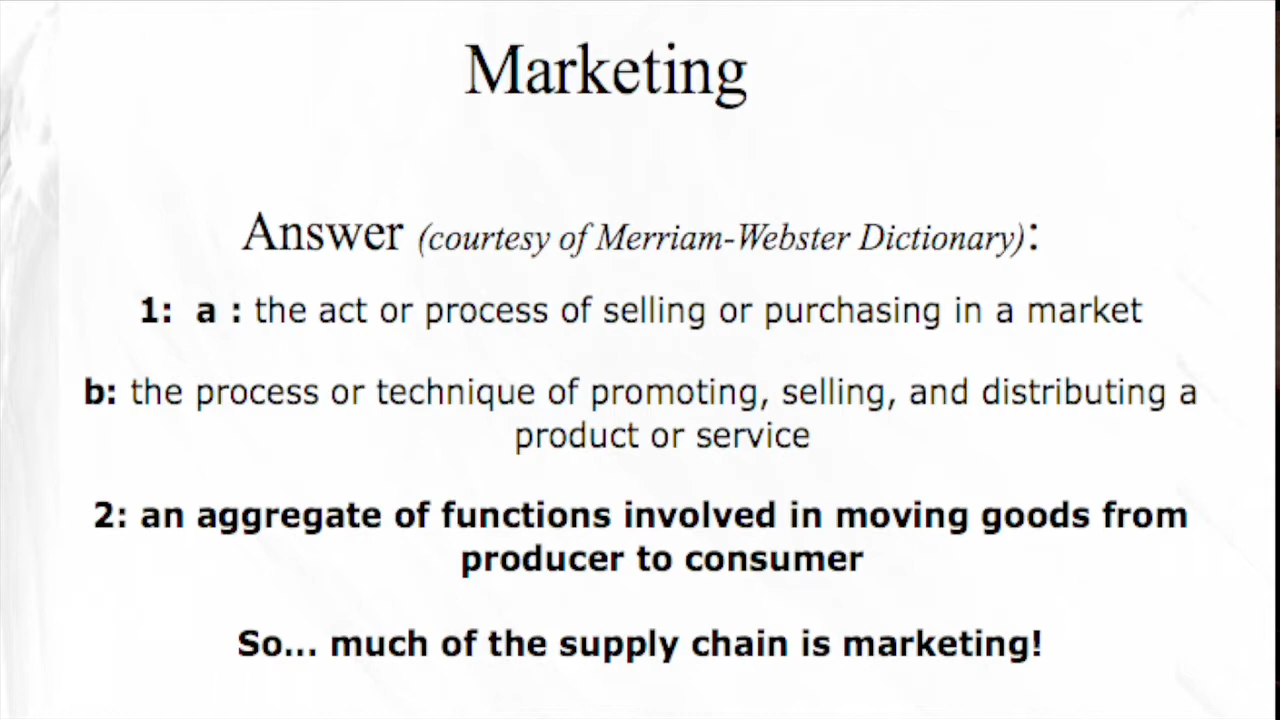 Marketing
Answer (courtesy of Merriam-Webster Dictionary):
1: a : the act or process of selling or purchasing in a market
b: the process or technique of promoting, selling, and distributing a
product or service
2: an aggregate of functions involved in moving goods from
producer to consumer
So... much of the supply chain is marketing!